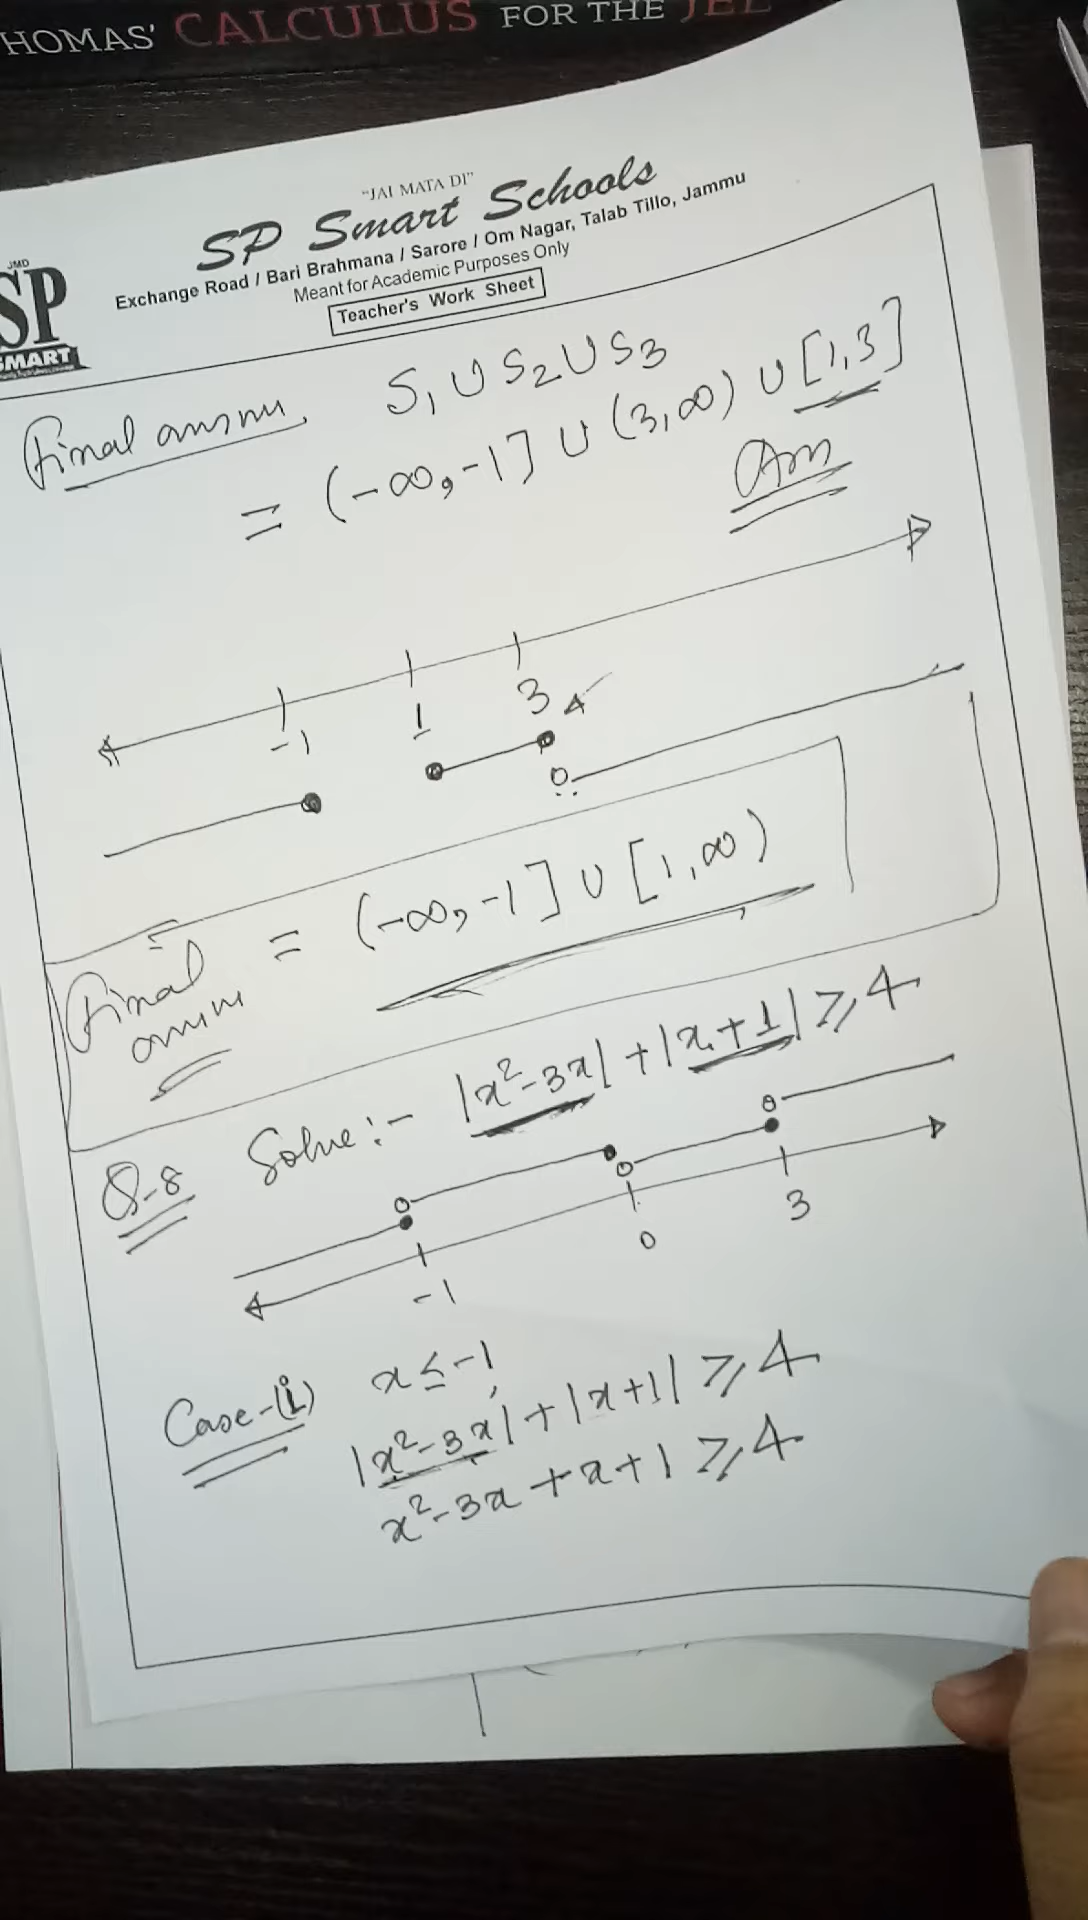 HOMAS' CALCULUS FOR THE JEE
"JAI MATA DI"
SP Smart Schools
Exchange Road / Bari Brahmana / Sarore / Om Nagar, Talab Tillo, Jammu
Meant for Academic Purposes Only
Teacher's Work Sheet
JMD
SP
SMART
Final answer S₁ ∪ S₂ ∪ S₃
= (-∞, -1] ∪ (3, ∞) ∪ [1, 3]
Ans
-1 1 3
Final answer = (-∞, -1] ∪ [1, ∞)
Q-8 Solve:- |x²-3x| + |x+1| ≥ 4
-1 0 3
Case-(i) x ≤ -1
|x²-3x| + |x+1| ≥ 4
x²-3x + x+1 ≥ 4